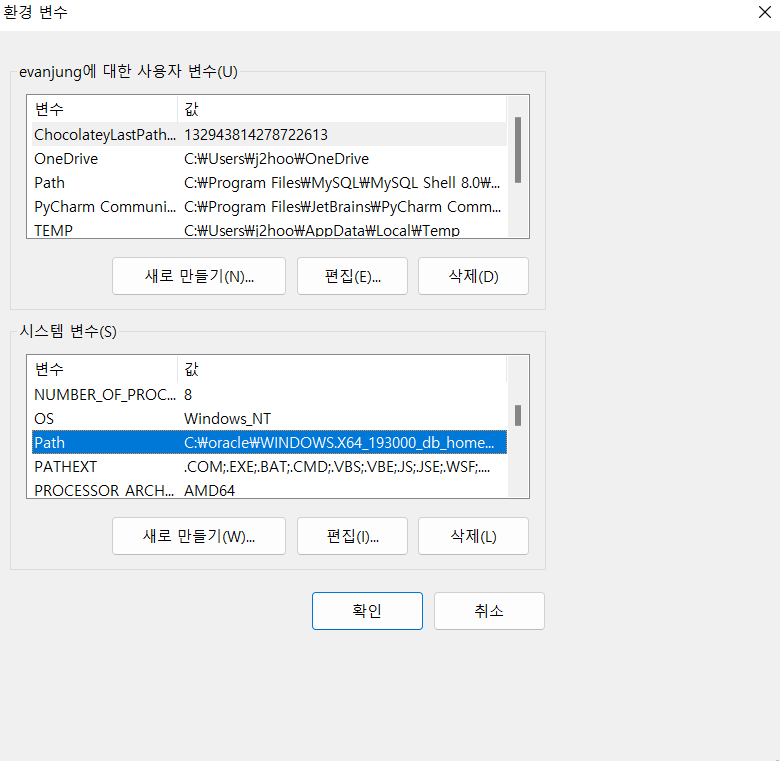 환경 변수
evanjung에 대한 사용자 변수(U)
변수 값
ChocolateyLastPath... 132943814278722613
OneDrive C:₩Users₩j2hoo₩OneDrive
Path C:₩Program Files₩MySQL₩MySQL Shell 8.0₩...
PyCharm Communi... C:₩Program Files₩JetBrains₩PyCharm Comm...
TEMP C:₩Users₩j2hoo₩AppData₩Local₩Temp
새로 만들기(N)... 편집(E)... 삭제(D)
시스템 변수(S)
변수 값
NUMBER_OF_PROC... 8
OS Windows_NT
Path C:₩oracle₩WINDOWS.X64_193000_db_home...
PATHEXT .COM;.EXE;.BAT;.CMD;.VBS;.VBE;.JS;.JSE;.WSF;....
PROCESSOR_ARCH... AMD64
새로 만들기(W)... 편집(I)... 삭제(L)
확인 취소